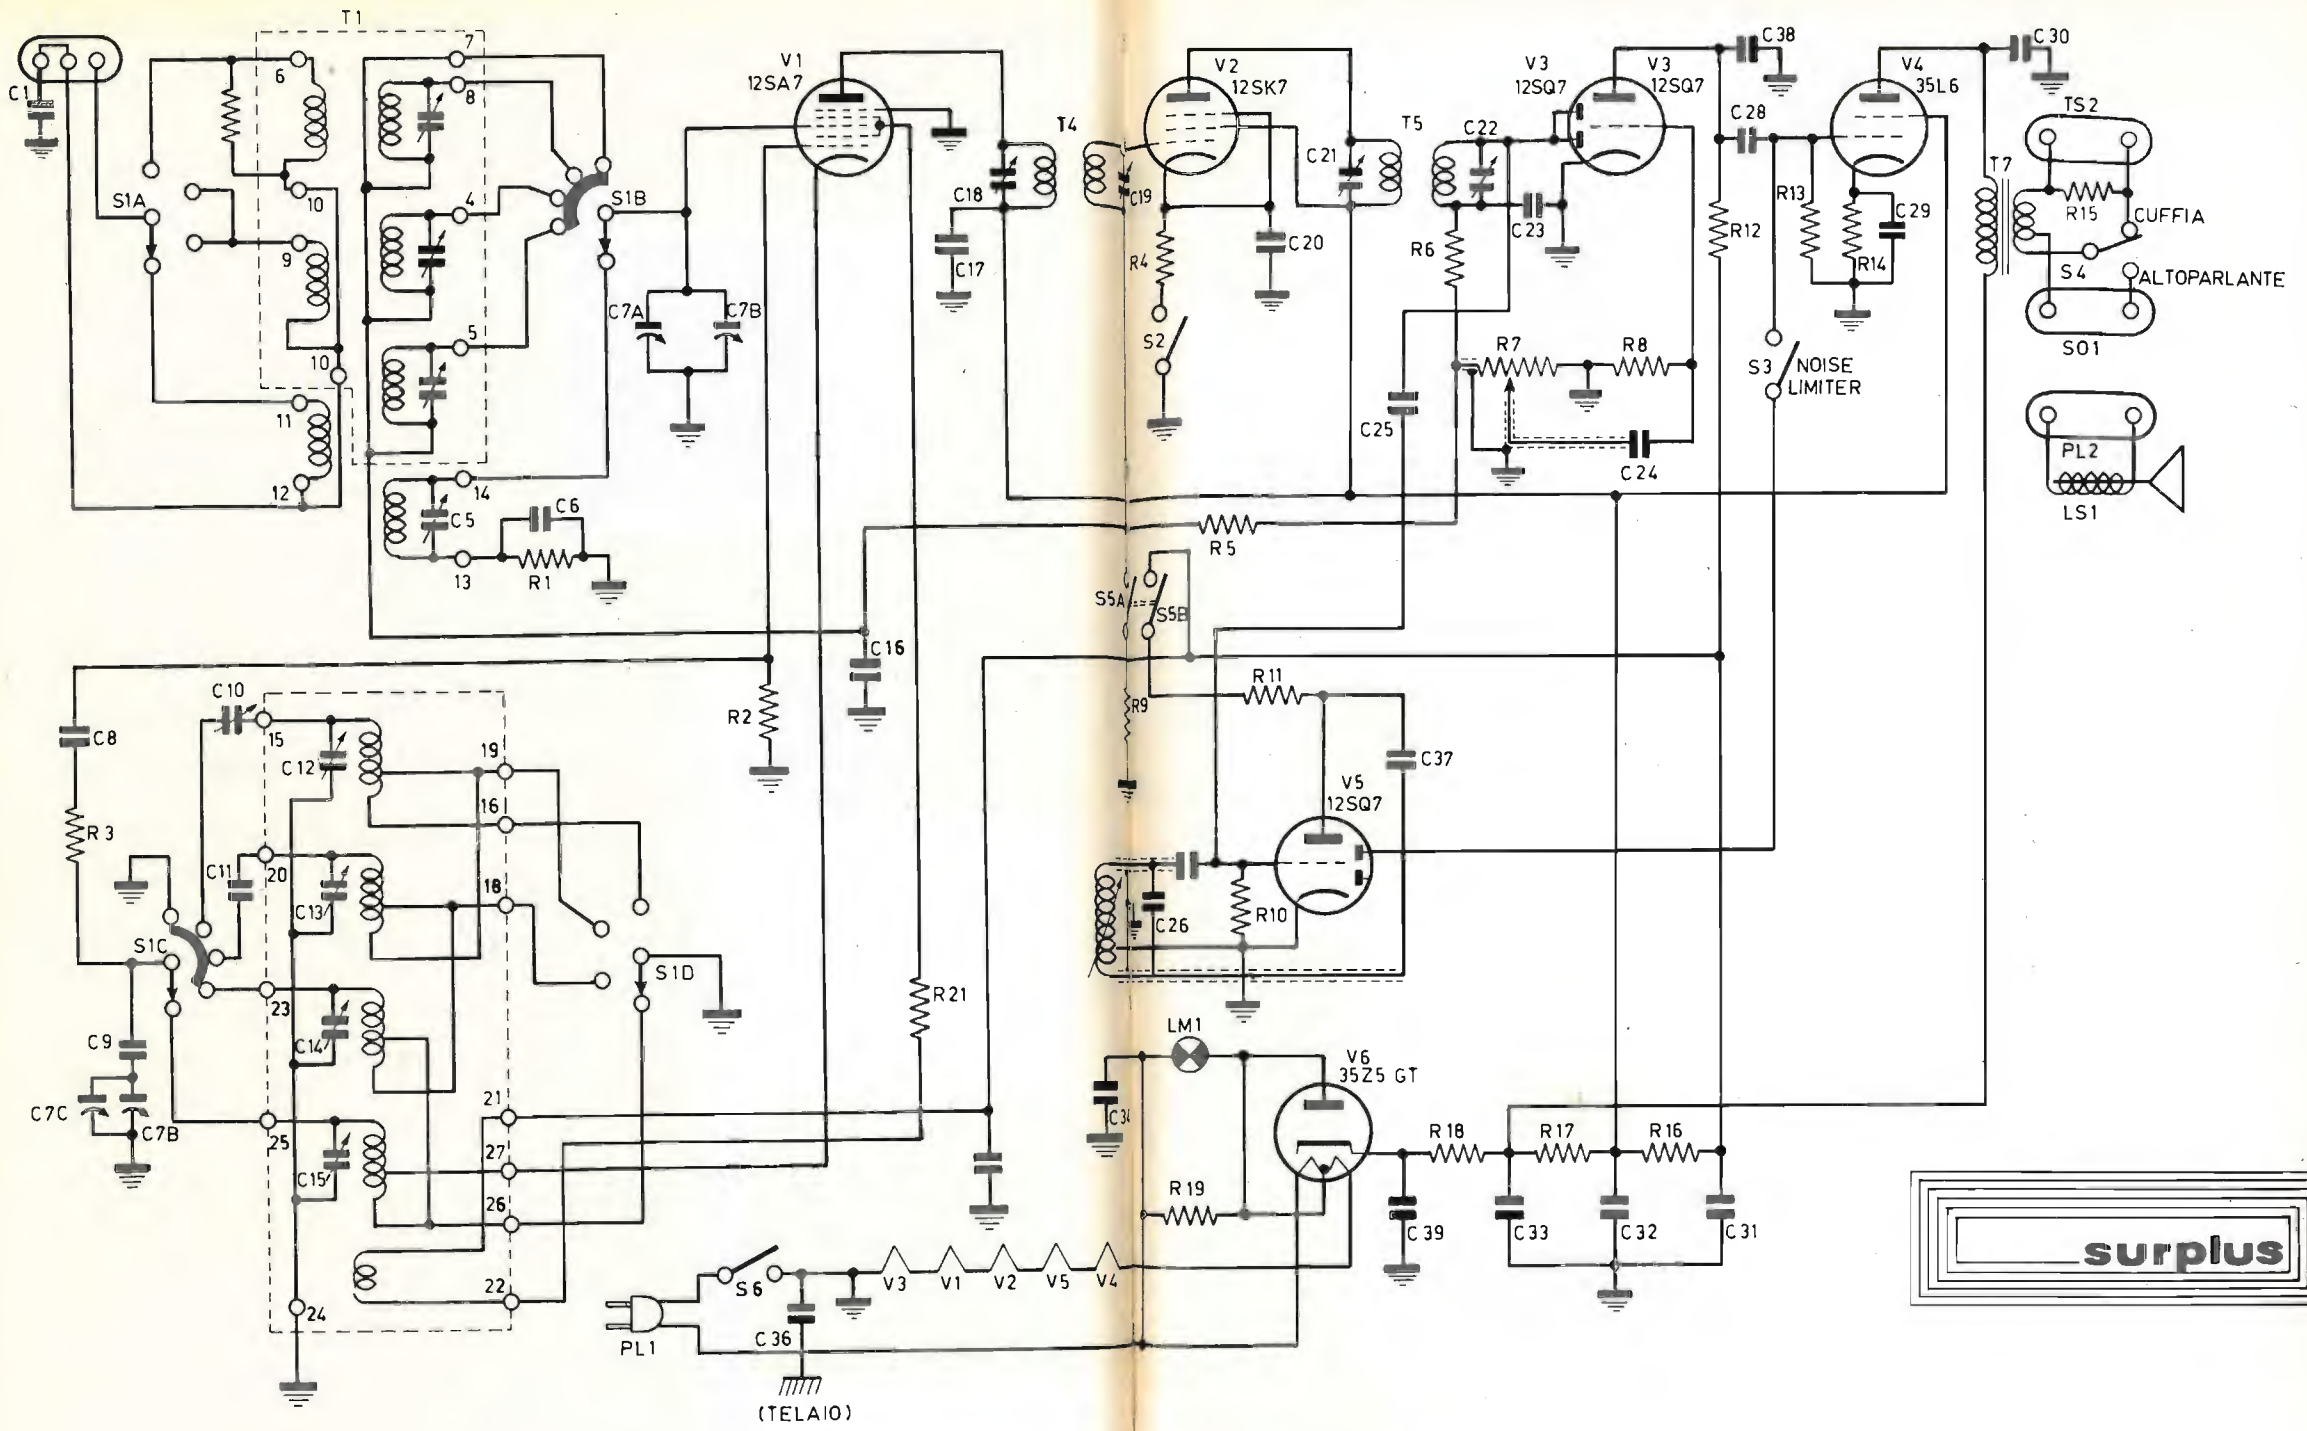 T1
C1
6
7
8
10
S1A
9
10
11
12
4
5
S1B
C7A
C7B
14
C5
C6
13
R1
V1
12SA7
T4
C18
C17
C19
V2
12SK7
R4
C20
S2
C21
T5
C22
C23
R6
V3
12SQ7
V3
12SQ7
C38
C28
R12
R13
R14
C29
V4
35L6
C30
TS2
T7
R15
CUFFIA
S4
ALTOPARLANTE
SO1
PL2
LS1
R7
R8
S3 NOISE
LIMITER
C25
C24
R5
S5A
S5B
C16
R2
C8
R3
C10
15
C12
19
16
C11
20
C13
18
S1C
S1D
23
C14
C9
C7C
C7B
25
C15
21
27
26
22
24
R21
R9
R11
C37
V5
12SQ7
C26
R10
LM1
C34
V6
35Z5 GT
R19
R18
R17
R16
C39
C33
C32
C31
S6
V3
V1
V2
V5
V4
PL1
C36
(TELAIO)
surplus